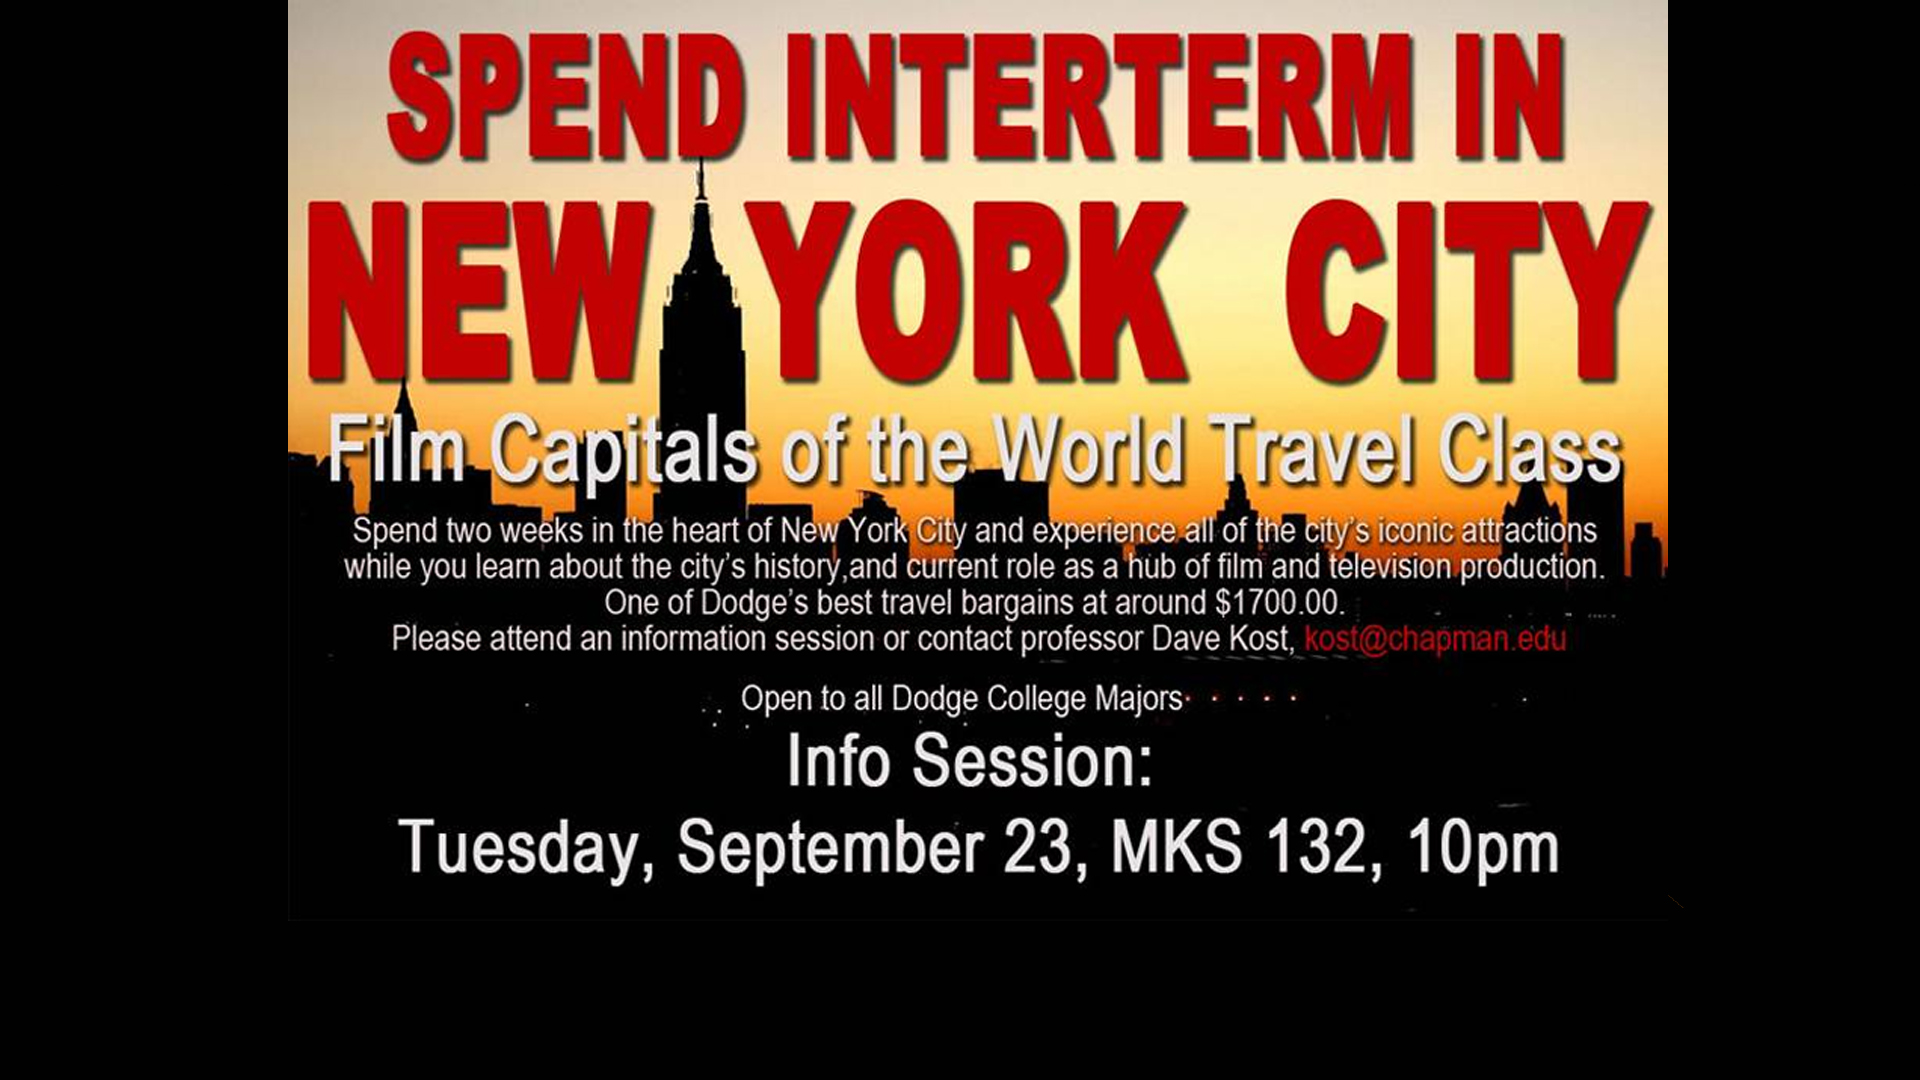 SPEND INTERTERM IN
NEW YORK CITY
Film Capitals of the World Travel Class
Spend two weeks in the heart of New York City and experience all of the city’s iconic attractions
while you learn about the city’s history,and current role as a hub of film and television production.
One of Dodge’s best travel bargains at around $1700.00.
Please attend an information session or contact professor Dave Kost, kost@chapman.edu
Open to all Dodge College Majors
Info Session:
Tuesday, September 23, MKS 132, 10pm